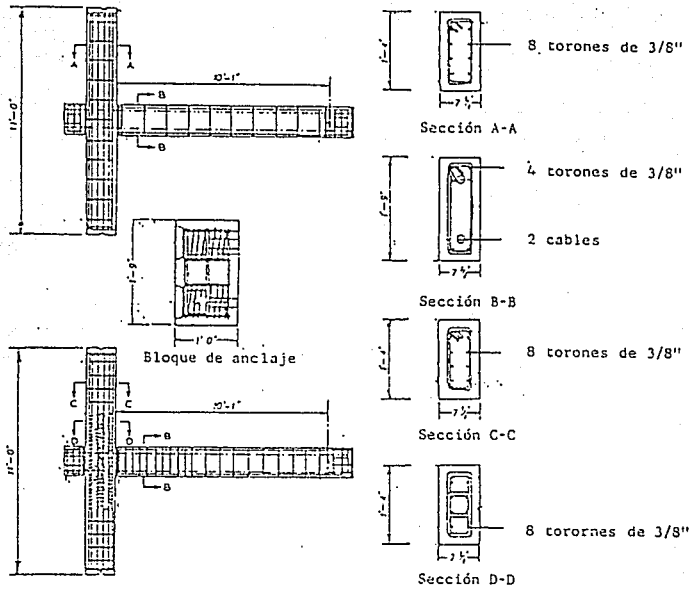 11'-0"
A
A
10'-1"
B
B
1'-9"
1'0"
Bloque de anclaje
11'-0"
C
C
D
D
10'-1"
B
B
1'-4"
8 torones de 3/8"
7 ½"
Sección A-A
1'-9"
4 torones de 3/8"
2 cables
7 ½"
Sección B-B
1'-4"
8 torones de 3/8"
7 ½"
Sección C-C
1'-4"
8 torornes de 3/8"
7 ½"
Sección D-D